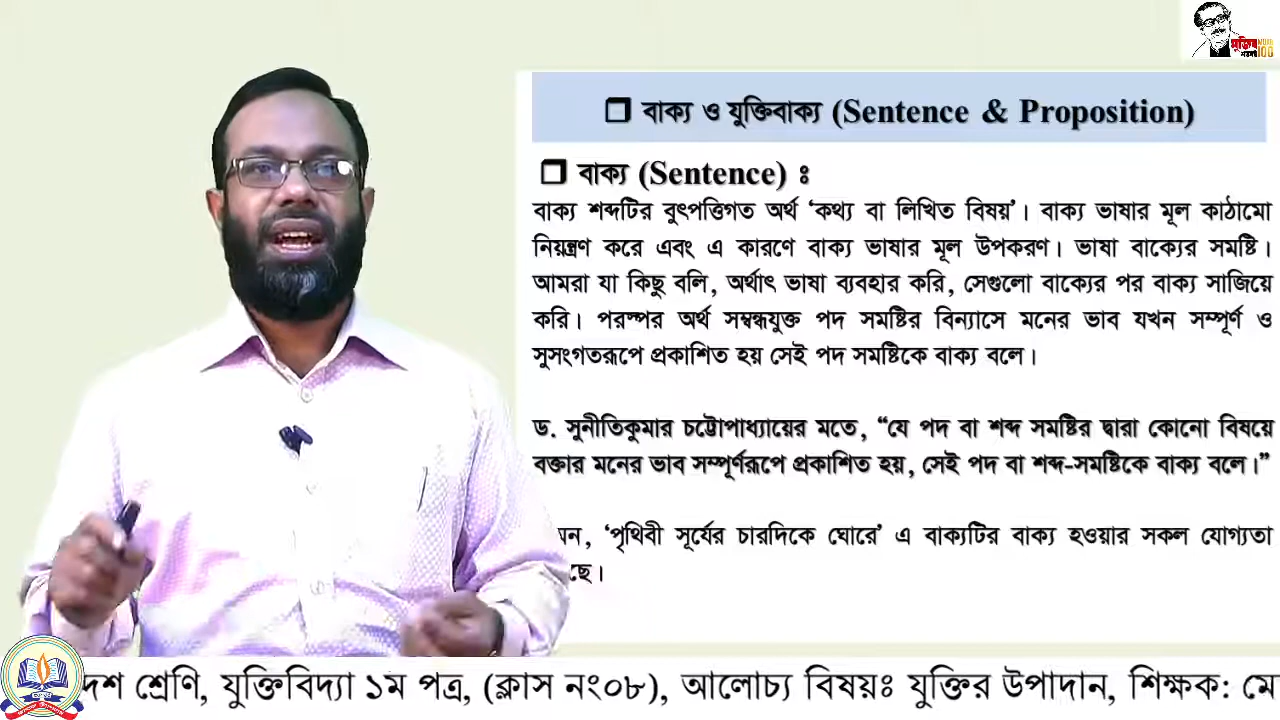 ❒ বাক্য ও যুক্তিবাক্য (Sentence & Proposition)
❒ বাক্য (Sentence) ঃ
বাক্য শব্দটির বুৎপত্তিগত অর্থ ‘কথ্য বা লিখিত বিষয়’। বাক্য ভাষার মূল কাঠামো
নিয়ন্ত্রণ করে এবং এ কারণে বাক্য ভাষার মূল উপকরণ। ভাষা বাক্যের সমষ্টি।
আমরা যা কিছু বলি, অর্থাৎ ভাষা ব্যবহার করি, সেগুলো বাক্যের পর বাক্য সাজিয়ে
করি। পরস্পর অর্থ সম্বন্ধযুক্ত পদ সমষ্টির বিন্যাসে মনের ভাব যখন সম্পূর্ণ ও
সুসংগতরূপে প্রকাশিত হয় সেই পদ সমষ্টিকে বাক্য বলে।
ড. সুনীতিকুমার চট্টোপাধ্যায়ের মতে, “যে পদ বা শব্দ সমষ্টির দ্বারা কোনো বিষয়ে
বক্তার মনের ভাব সম্পূর্ণরূপে প্রকাশিত হয়, সেই পদ বা শব্দ-সমষ্টিকে বাক্য বলে।”
মন, ‘পৃথিবী সূর্যের চারদিকে ঘোরে’ এ বাক্যটির বাক্য হওয়ার সকল যোগ্যতা
ছে।
দশ শ্রেণি, যুক্তিবিদ্যা ১ম পত্র, (ক্লাস নং০৮), আলোচ্য বিষয়ঃ যুক্তির উপাদান, শিক্ষক: মে